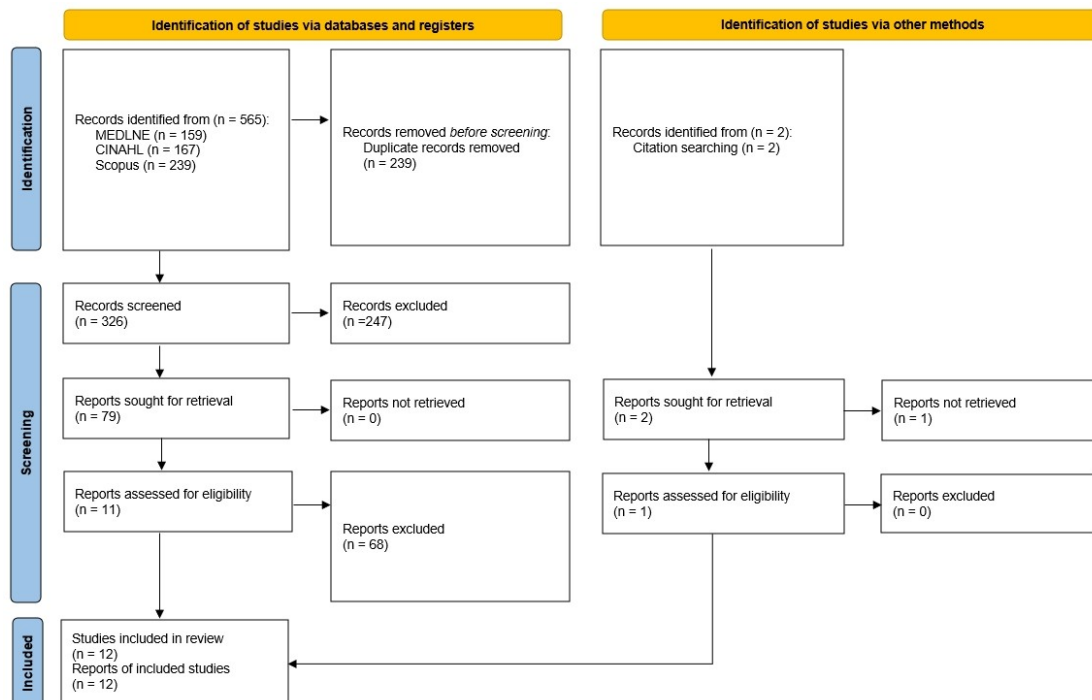 Identification of studies via databases and registers
Identification of studies via other methods
Identification
Records identified from (n = 565):
MEDLNE (n = 159)
CINAHL (n = 167)
Scopus (n = 239)
Records removed before screening:
Duplicate records removed
(n = 239)
Records identified from (n = 2):
Citation searching (n = 2)
Screening
Records screened
(n = 326)
Records excluded
(n =247)
Reports sought for retrieval
(n = 79)
Reports not retrieved
(n = 0)
Reports sought for retrieval
(n = 2)
Reports not retrieved
(n = 1)
Reports assessed for eligibility
(n = 11)
Reports excluded
(n = 68)
Reports assessed for eligibility
(n = 1)
Reports excluded
(n = 0)
Included
Studies included in review
(n = 12)
Reports of included studies
(n = 12)